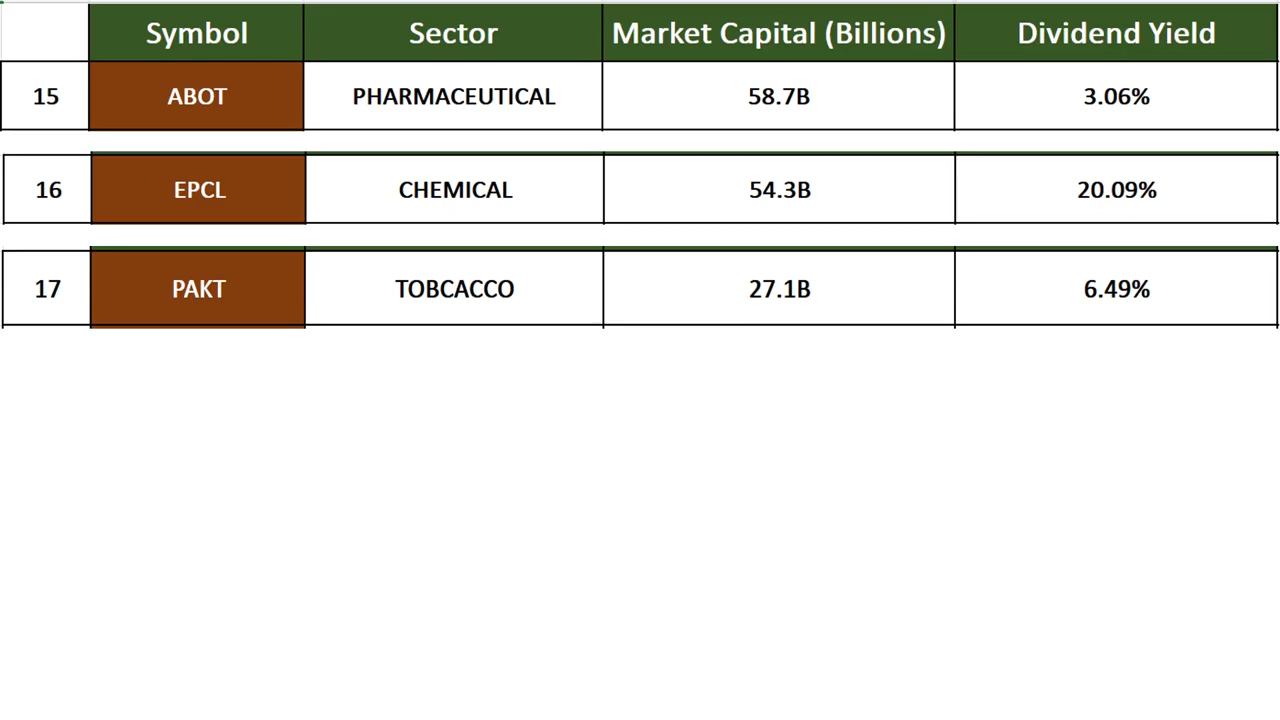 Symbol Sector Market Capital (Billions) Dividend Yield
15 ABOT PHARMACEUTICAL 58.7B 3.06%
16 EPCL CHEMICAL 54.3B 20.09%
17 PAKT TOBCACCO 27.1B 6.49%